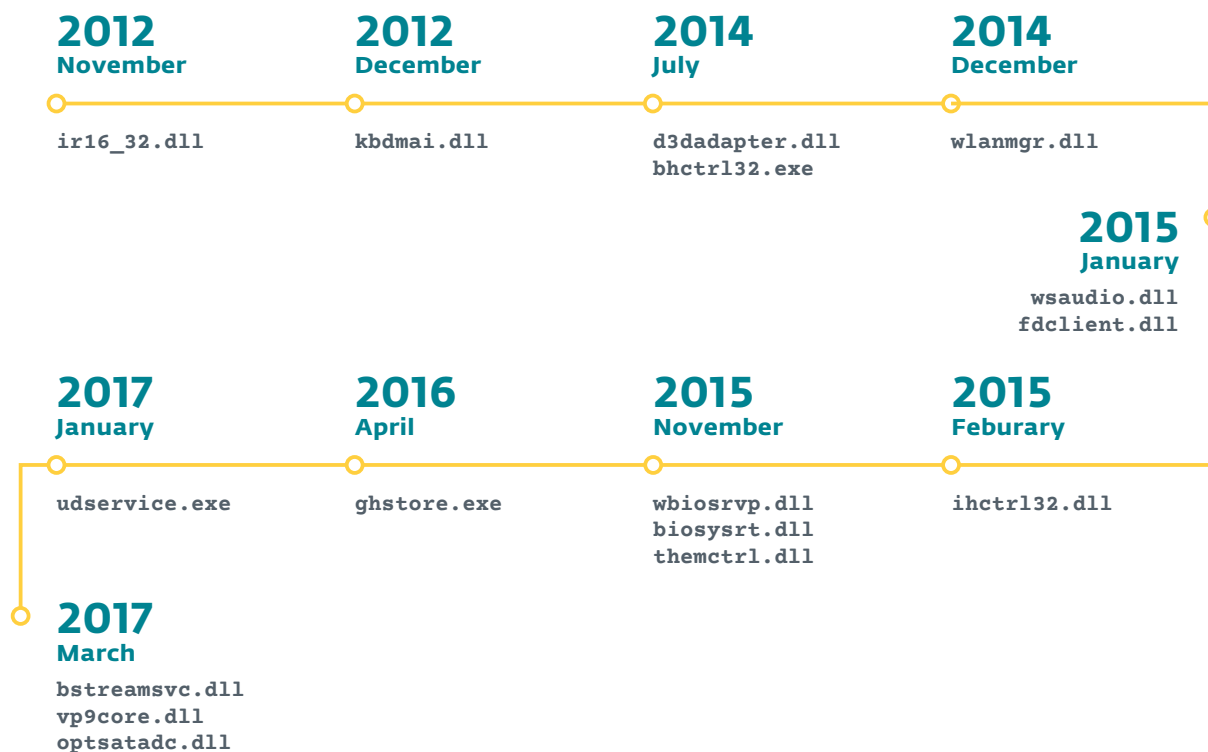 2012
November
ir16_32.dll
2012
December
kbdmai.dll
2014
July
d3dadapter.dll
bhctrl32.exe
2014
December
wlanmgr.dll
2015
January
wsaudio.dll
fdclient.dll
2015
Feburary
ihctrl32.dll
2015
November
wbiosrvp.dll
biosysrt.dll
themctrl.dll
2016
April
ghstore.exe
2017
January
udservice.exe
2017
March
bstreamsvc.dll
vp9core.dll
optsatadc.dll